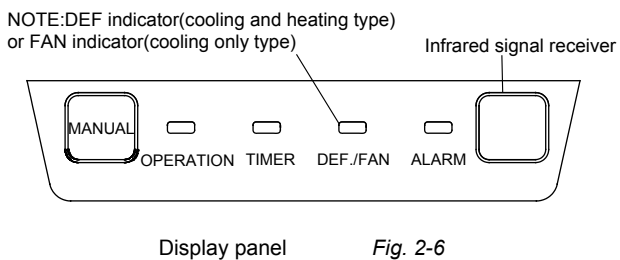 NOTE:DEF indicator(cooling and heating type)
or FAN indicator(cooling only type)
Infrared signal receiver
MANUAL
OPERATION TIMER DEF./FAN ALARM
Display panel Fig. 2-6